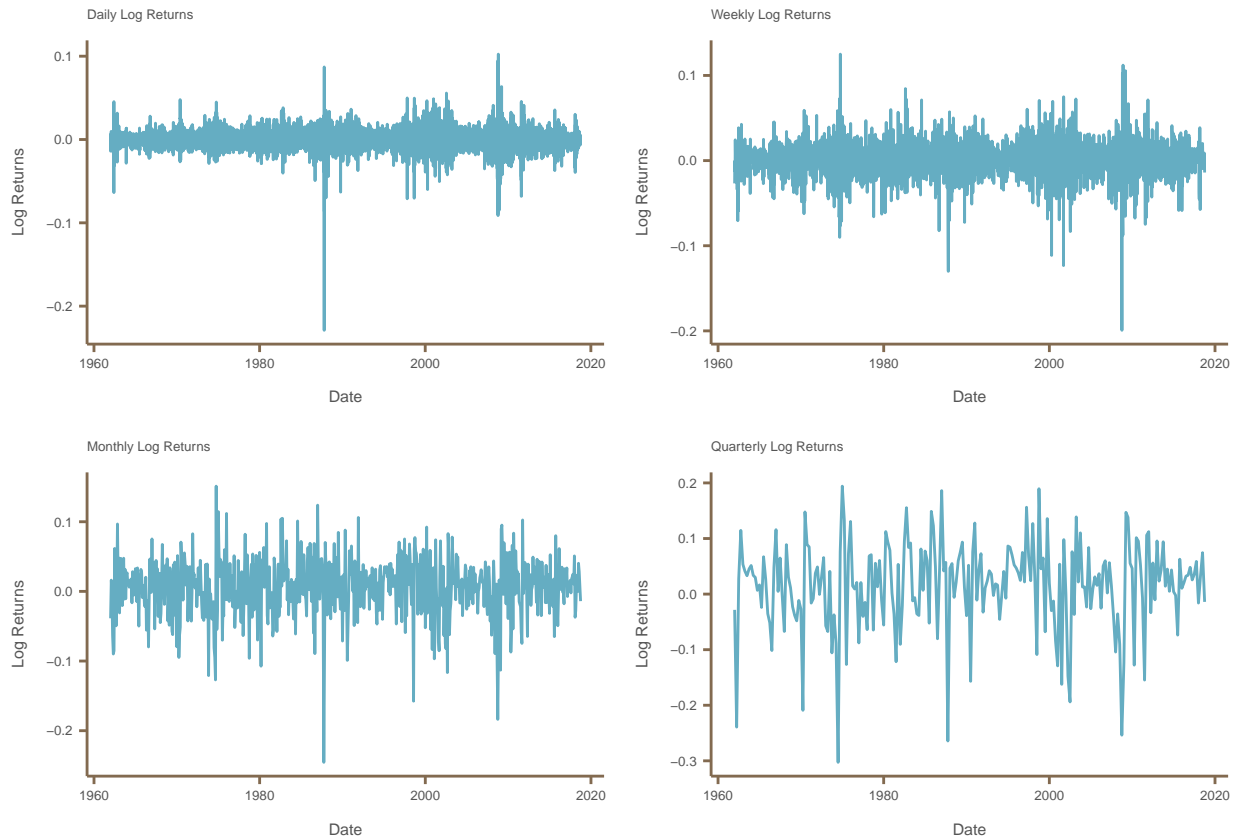 Daily Log Returns
Log Returns
0.1
0.0
−0.1
−0.2
1960 1980 2000 2020
Date
Weekly Log Returns
Log Returns
0.1
0.0
−0.1
−0.2
1960 1980 2000 2020
Date
Monthly Log Returns
Log Returns
0.1
0.0
−0.1
−0.2
1960 1980 2000 2020
Date
Quarterly Log Returns
Log Returns
0.2
0.1
0.0
−0.1
−0.2
−0.3
1960 1980 2000 2020
Date